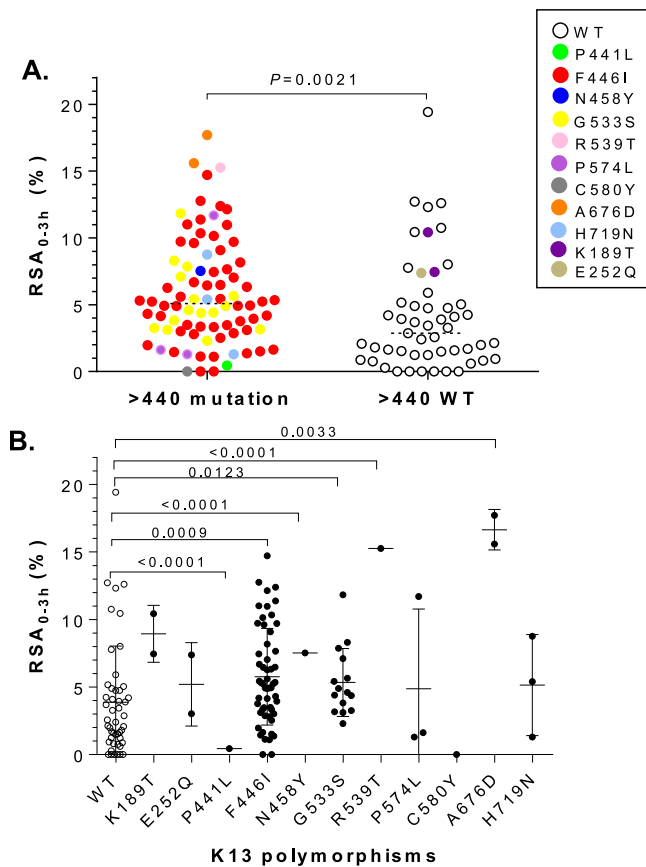 A.
P=0.0021
RSA0-3h (%)
20
15
10
5
0
>440 mutation
>440 WT
WT
P441L
F446I
N458Y
G533S
R539T
P574L
C580Y
A676D
H719N
K189T
E252Q
B.
0.0033
<0.0001
0.0123
<0.0001
0.0009
<0.0001
RSA0-3h (%)
20
15
10
5
0
WT
K189T
E252Q
P441L
F446I
N458Y
G533S
R539T
P574L
C580Y
A676D
H719N
K13 polymorphisms